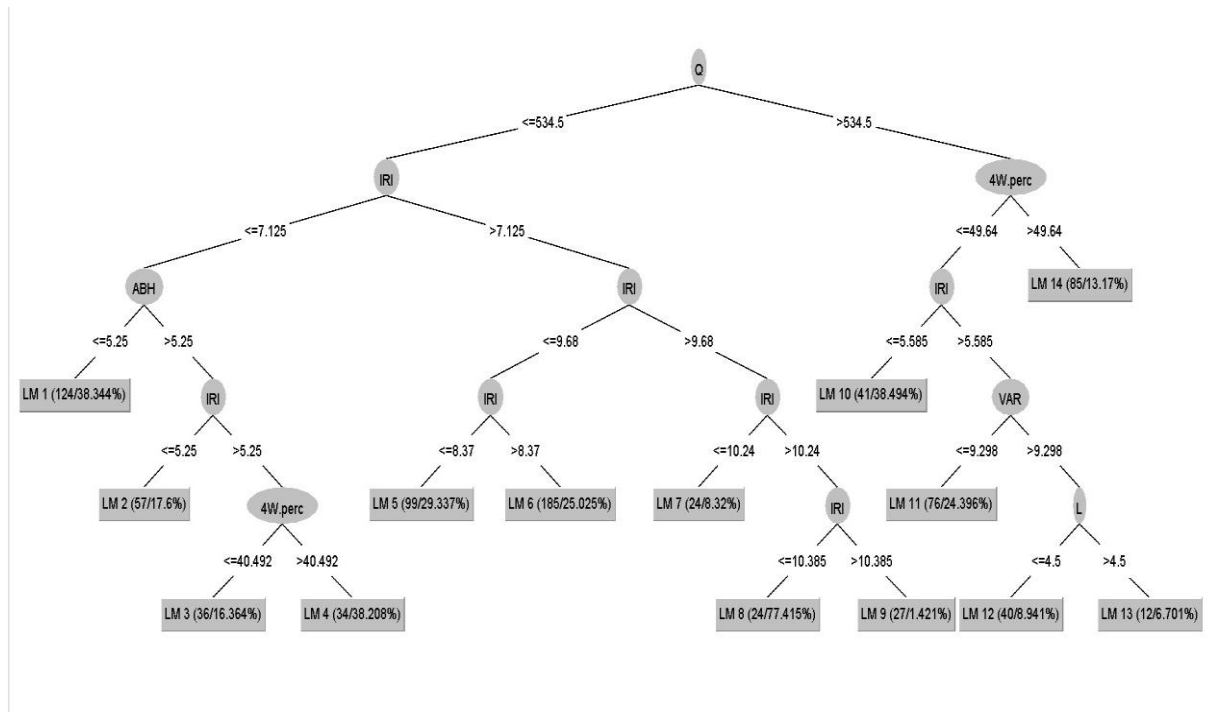 Q
<=534.5 >534.5
IRI 4W.perc
<=7.125 >7.125 <=49.64 >49.64
ABH IRI IRI LM 14 (85/13.17%)
<=5.25 >5.25 <=9.68 >9.68 <=5.585 >5.585
LM 1 (124/38.344%) IRI IRI IRI LM 10 (41/38.494%) VAR
<=5.25 >5.25 <=8.37 >8.37 <=10.24 >10.24 <=9.298 >9.298
LM 2 (57/17.6%) 4W.perc LM 5 (99/29.337%) LM 6 (185/25.025%) LM 7 (24/8.32%) IRI LM 11 (76/24.396%) L
<=40.492 >40.492 <=10.385 >10.385 <=4.5 >4.5
LM 3 (36/16.364%) LM 4 (34/38.208%) LM 8 (24/77.415%) LM 9 (27/1.421%) LM 12 (40/8.941%) LM 13 (12/6.701%)